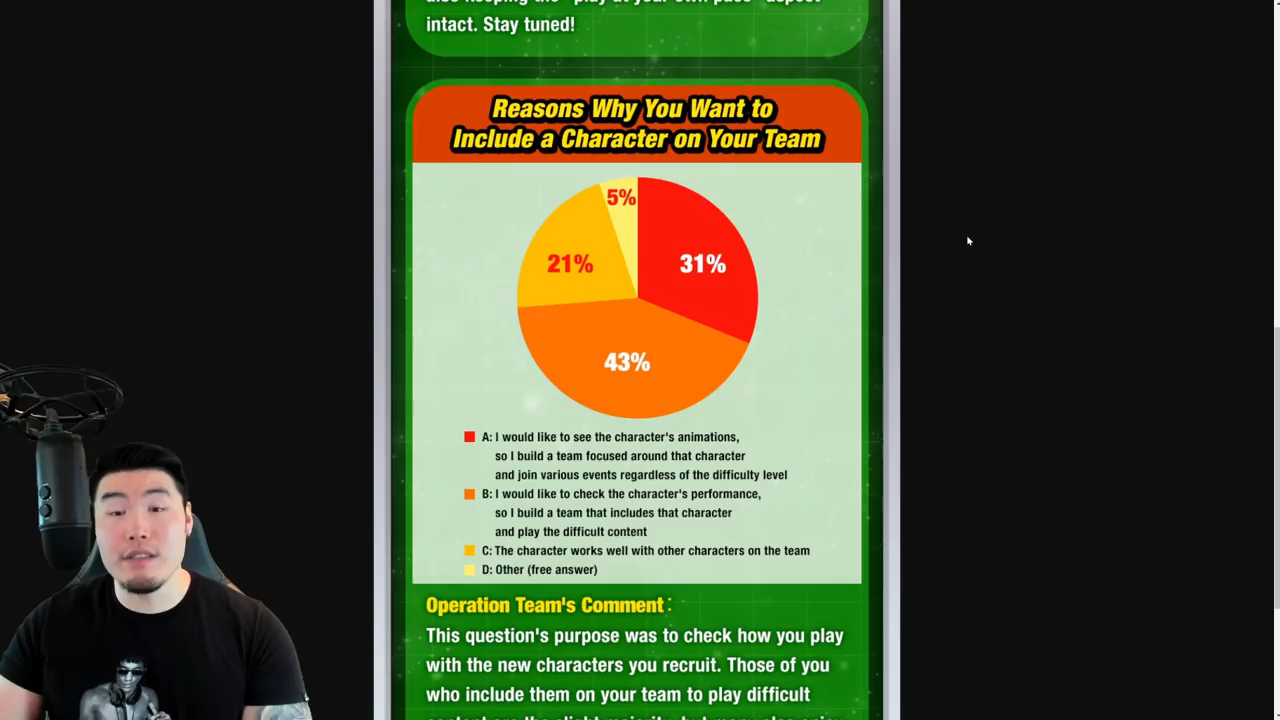 intact. Stay tuned!
Reasons Why You Want to
Include a Character on Your Team
5%
21%
31%
43%
A: I would like to see the character's animations,
so I build a team focused around that character
and join various events regardless of the difficulty level
B: I would like to check the character's performance,
so I build a team that includes that character
and play the difficult content
C: The character works well with other characters on the team
D: Other (free answer)
Operation Team's Comment:
This question's purpose was to check how you play
with the new characters you recruit. Those of you
who include them on your team to play difficult